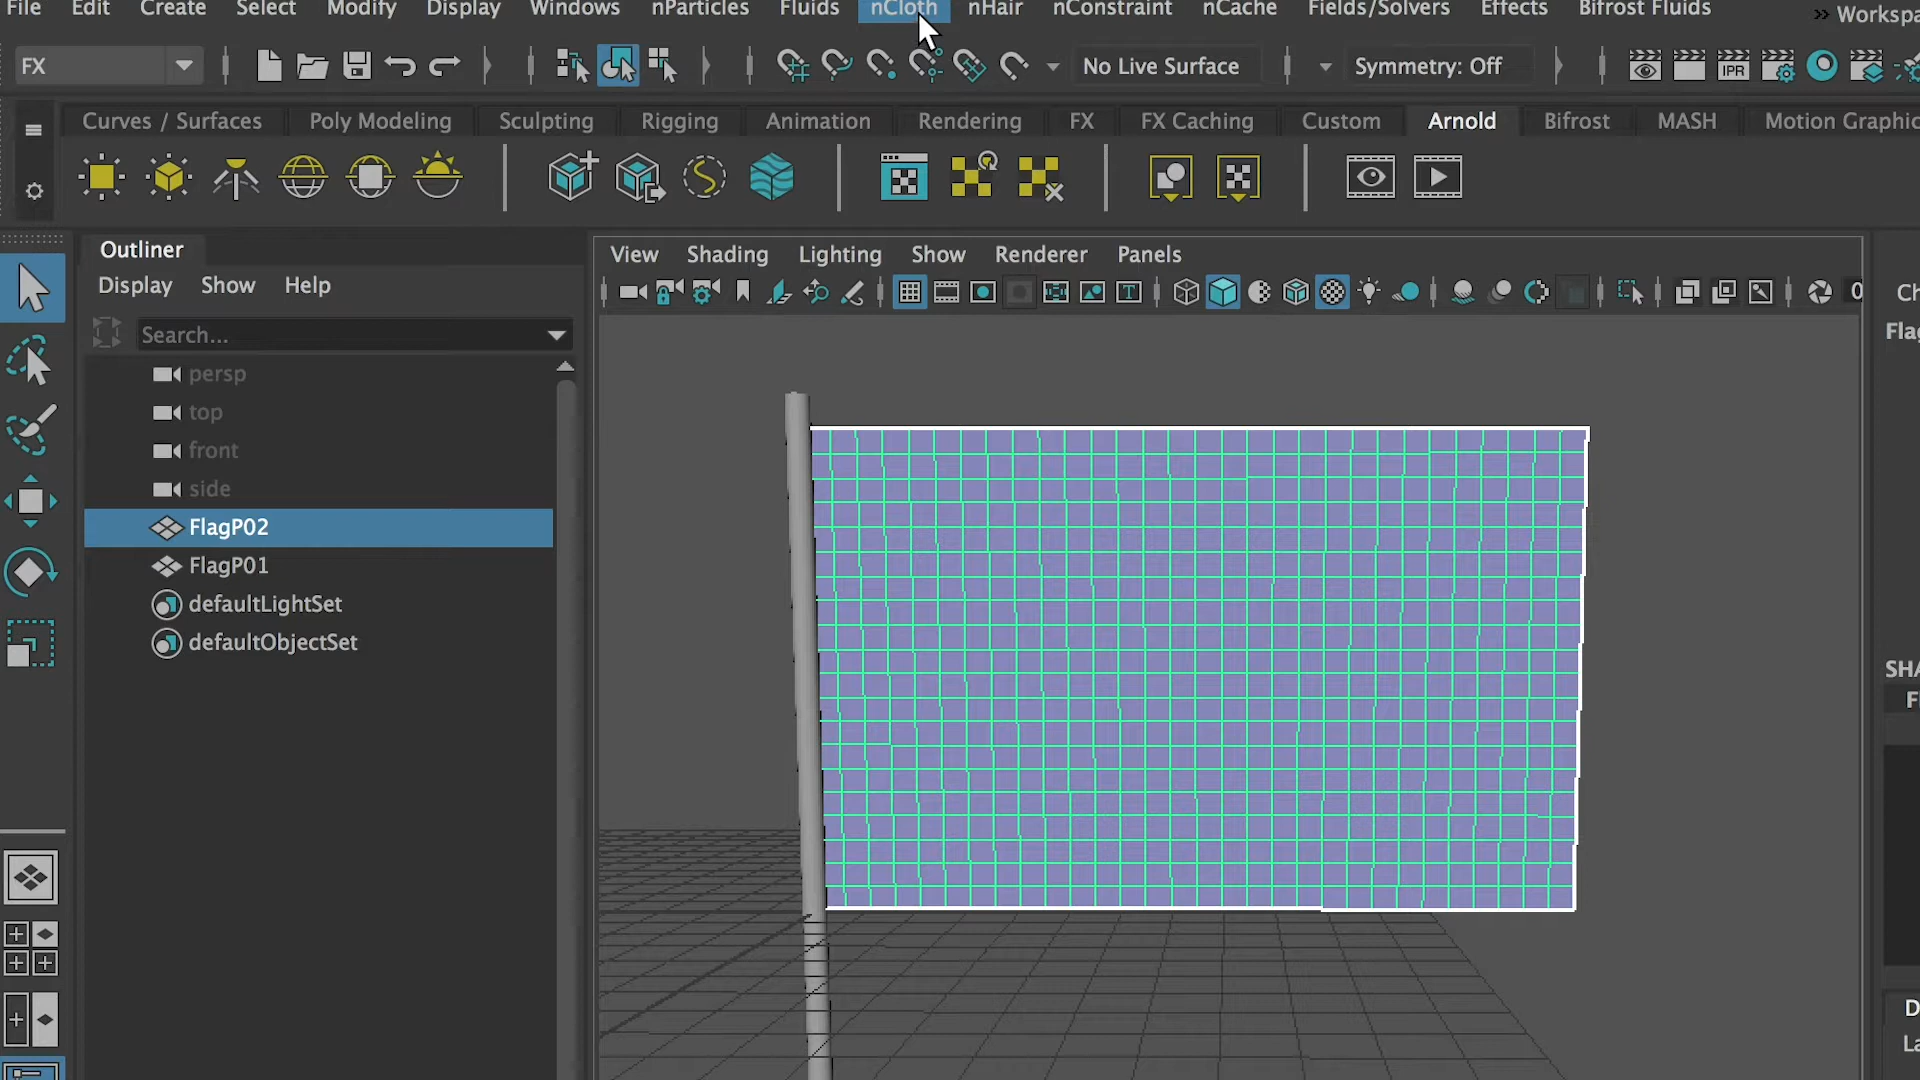 File Edit Create Select Modify Display Windows nParticles Fluids nCloth nHair nConstraint nCache Fields/Solvers Effects Bifrost Fluids
FX No Live Surface Symmetry: Off IPR
Curves / Surfaces Poly Modeling Sculpting Rigging Animation Rendering FX FX Caching Custom Arnold Bifrost MASH Motion Graphic
Outliner
Display Show Help
Search...
persp
top
front
side
FlagP02
FlagP01
defaultLightSet
defaultObjectSet
View Shading Lighting Show Renderer Panels